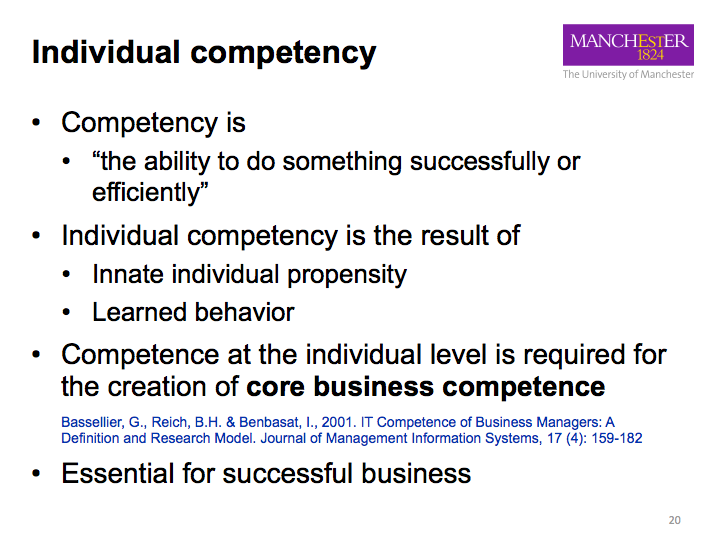 Individual competency
MANCHEstER
1824
The University of Manchester
• Competency is
• “the ability to do something successfully or
efficiently”
• Individual competency is the result of
• Innate individual propensity
• Learned behavior
• Competence at the individual level is required for
the creation of core business competence
Bassellier, G., Reich, B.H. & Benbasat, I., 2001. IT Competence of Business Managers: A
Definition and Research Model. Journal of Management Information Systems, 17 (4): 159-182
• Essential for successful business
20